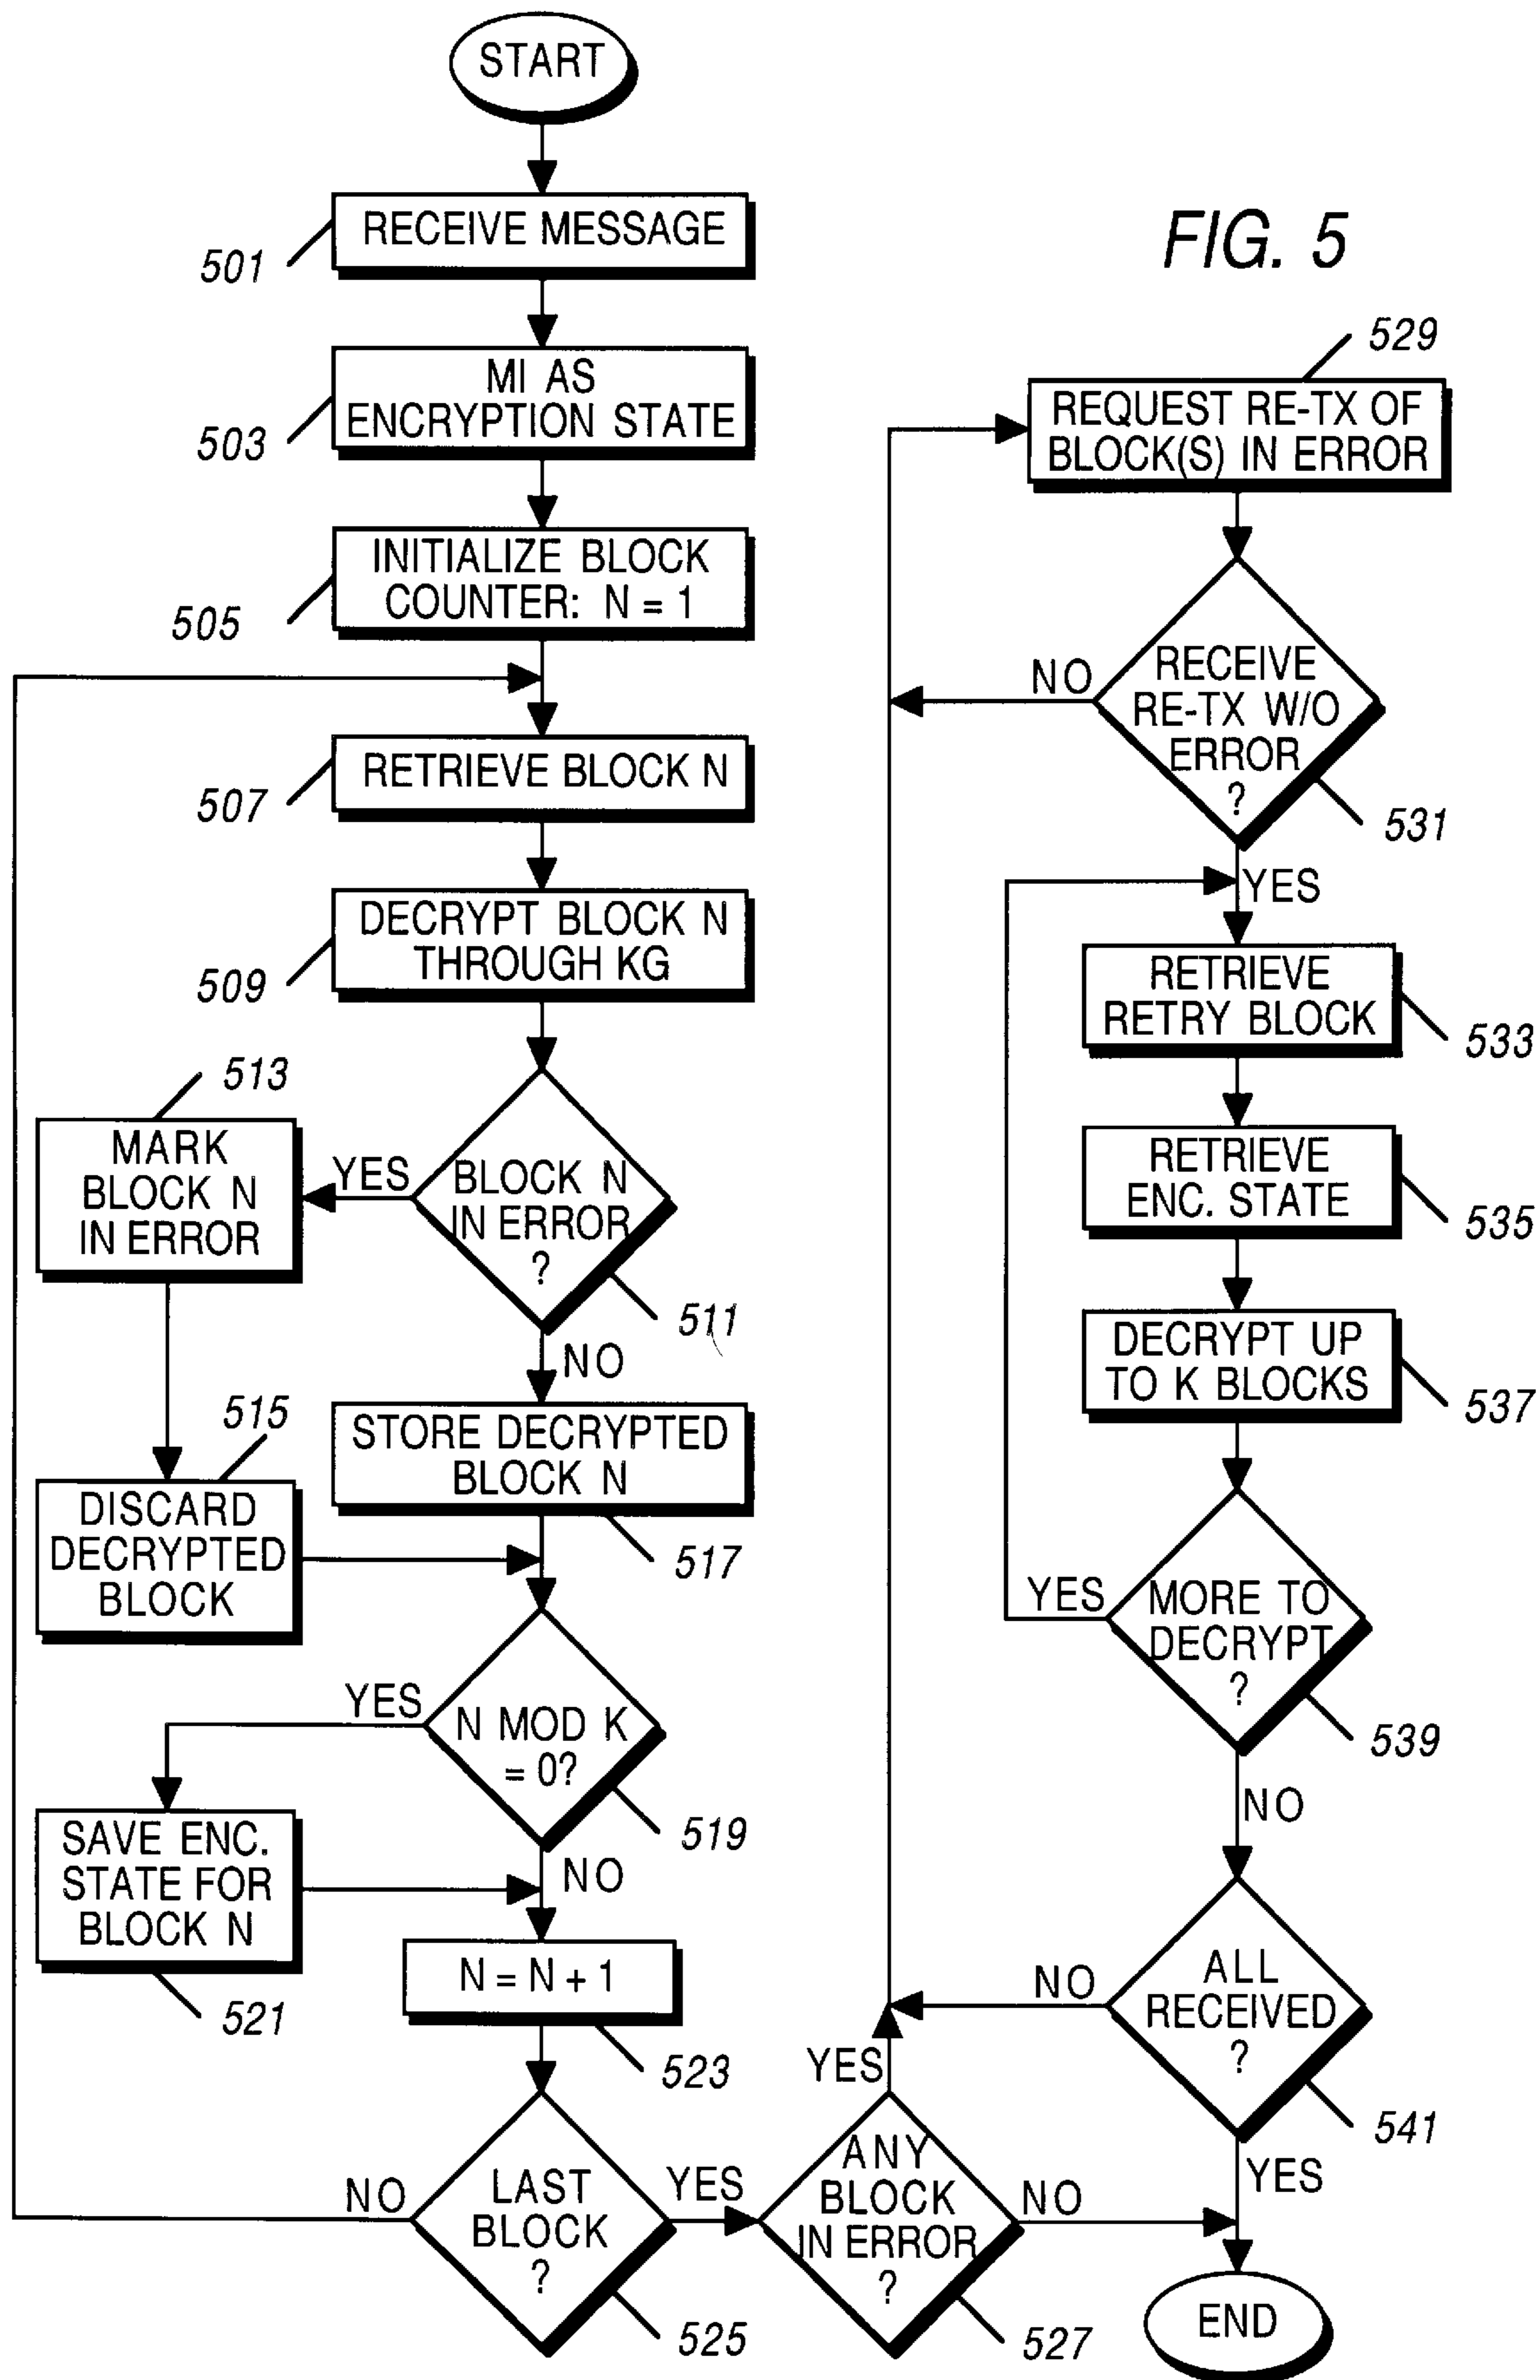 START
RECEIVE MESSAGE
501
MI AS
ENCRYPTION STATE
503
INITIALIZE BLOCK
COUNTER: N = 1
505
RETRIEVE BLOCK N
507
DECRYPT BLOCK N
THROUGH KG
509
BLOCK N
IN ERROR
?
511
YES
NO
513
MARK
BLOCK N
IN ERROR
515
DISCARD
DECRYPTED
BLOCK
STORE DECRYPTED
BLOCK N
517
N MOD K
= 0?
519
YES
NO
SAVE ENC.
STATE FOR
BLOCK N
521
N = N + 1
523
LAST
BLOCK
?
525
NO
YES
ANY
BLOCK
IN ERROR
?
527
YES
NO
FIG. 5
529
REQUEST RE-TX OF
BLOCK(S) IN ERROR
RECEIVE
RE-TX W/O
ERROR
?
531
NO
YES
RETRIEVE
RETRY BLOCK
533
RETRIEVE
ENC. STATE
535
DECRYPT UP
TO K BLOCKS
537
MORE TO
DECRYPT
?
539
YES
NO
ALL
RECEIVED
?
541
NO
YES
END